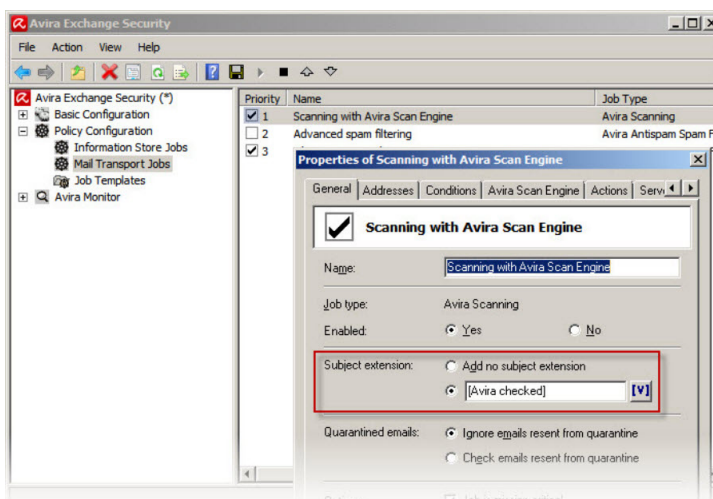 Avira Exchange Security
File Action View Help
Avira Exchange Security (*)
Basic Configuration
Policy Configuration
Information Store Jobs
Mail Transport Jobs
Job Templates
Avira Monitor
Priority Name Job Type
1 Scanning with Avira Scan Engine Avira Scanning
2 Advanced spam filtering Avira Antispam Spam F
3
Properties of Scanning with Avira Scan Engine
General Addresses Conditions Avira Scan Engine Actions Serv
Scanning with Avira Scan Engine
Name: Scanning with Avira Scan Engine
Job type: Avira Scanning
Enabled: Yes No
Subject extension: Add no subject extension
[Avira checked] [V]
Quarantined emails: Ignore emails resent from quarantine
Check emails resent from quarantine